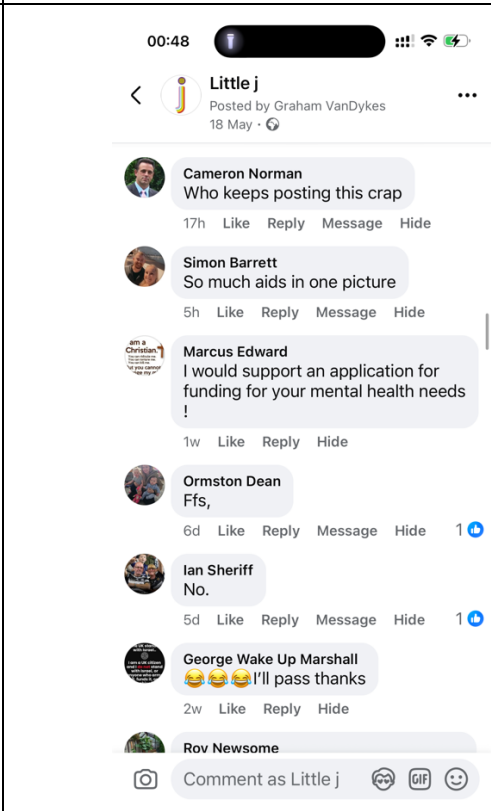 00:48
Little j
Posted by Graham VanDykes
18 May ·
Cameron Norman
Who keeps posting this crap
17h Like Reply Message Hide
Simon Barrett
So much aids in one picture
5h Like Reply Message Hide
am a
Christian.
Marcus Edward
I would support an application for
funding for your mental health needs
!
1w Like Reply Hide
Ormston Dean
Ffs,
6d Like Reply Message Hide 1
Ian Sheriff
No.
5d Like Reply Message Hide 1
George Wake Up Marshall
😂😂😂I'll pass thanks
2w Like Reply Hide
Roy Newsome
Comment as Little j
GIF